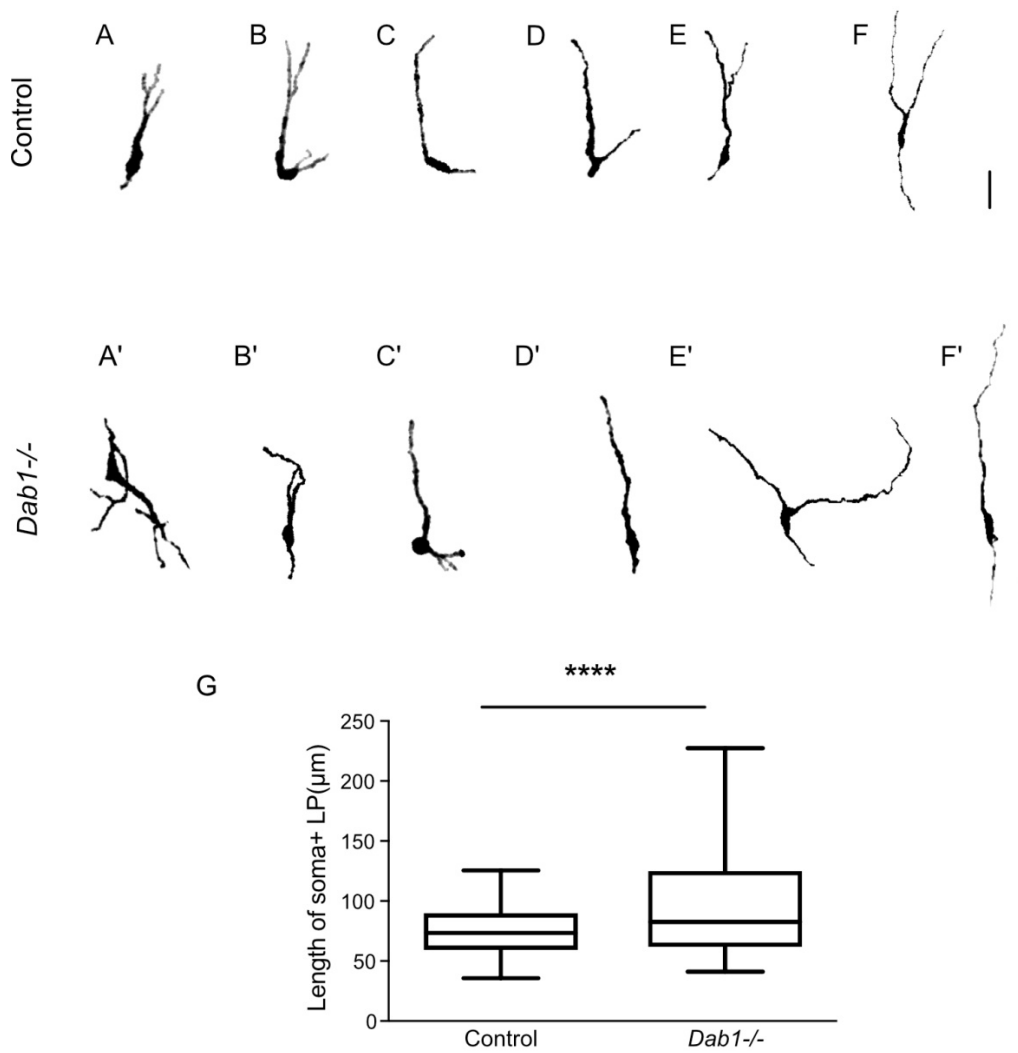 A B C D E F
Control
A' B' C' D' E' F'
Dab1-/-
G
****
250
200
150
100
50
0
Length of soma+ LP(µm)
Control Dab1-/-